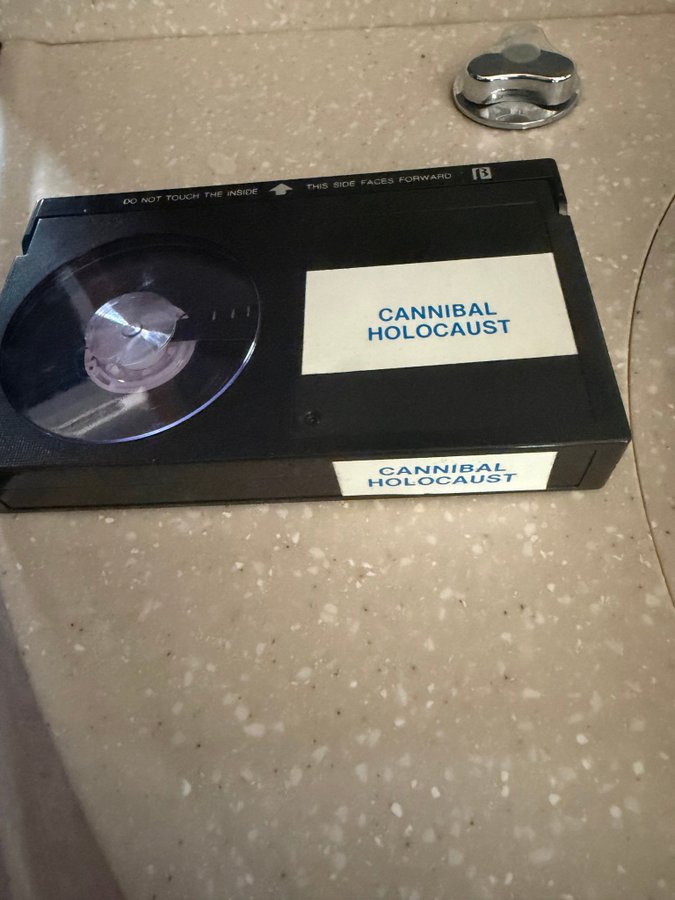 DO NOT TOUCH THE INSIDE THIS SIDE FACES FORWARD β
CANNIBAL
HOLOCAUST
CANNIBAL
HOLOCAUST